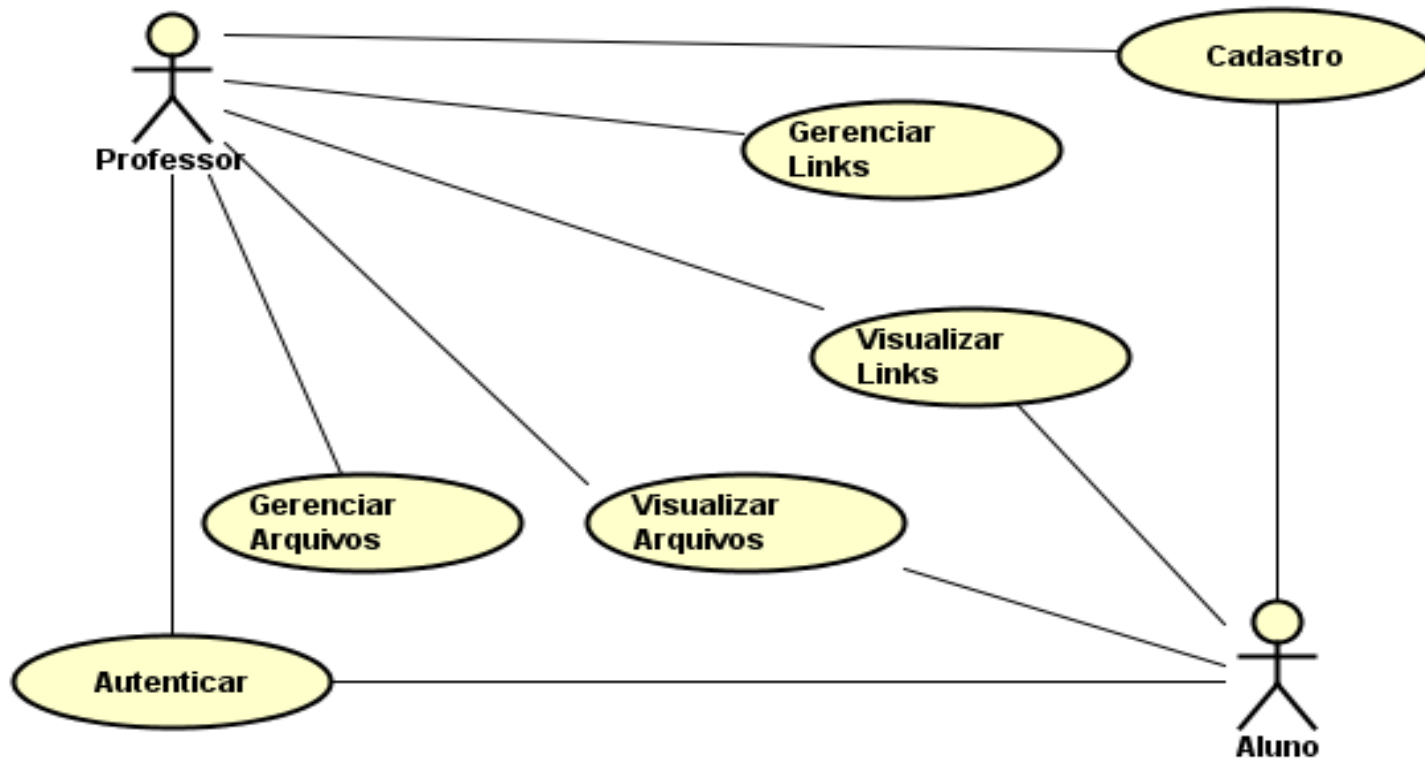 Cadastro
Gerenciar
Links
Professor
Visualizar
Links
Gerenciar
Arquivos
Visualizar
Arquivos
Autenticar
Aluno